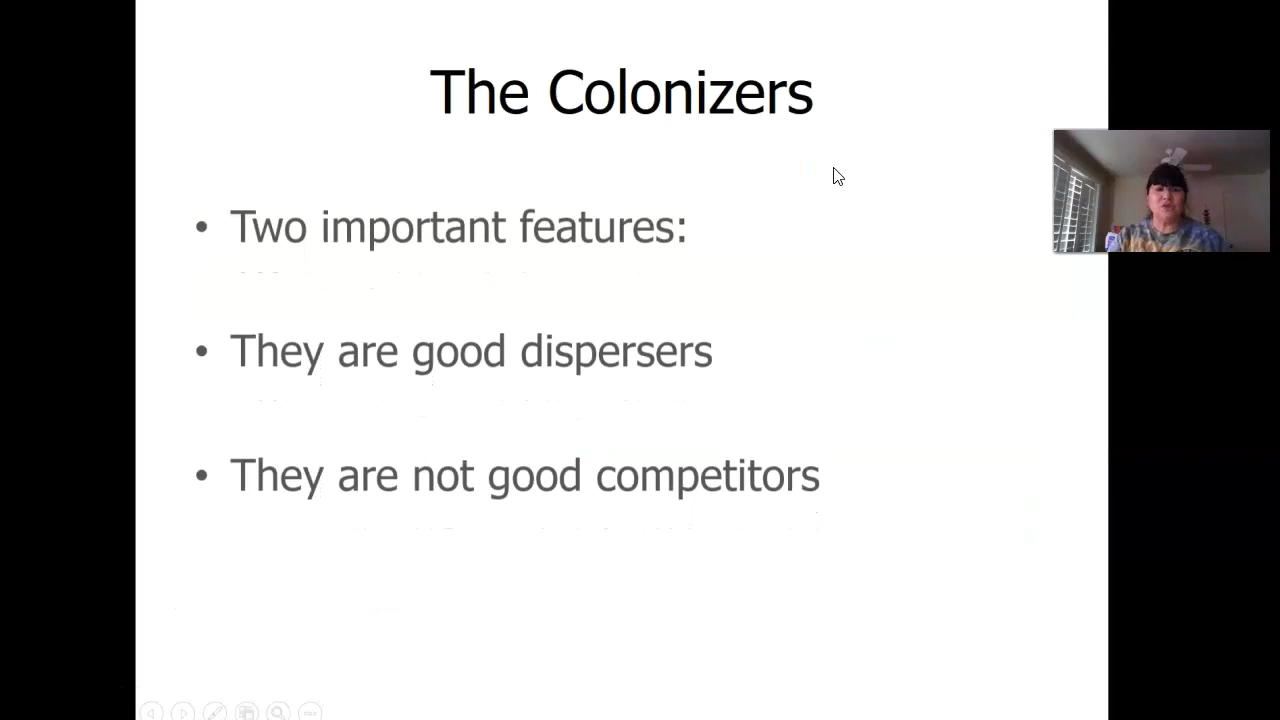 The Colonizers
• Two important features:
• They are good dispersers
• They are not good competitors